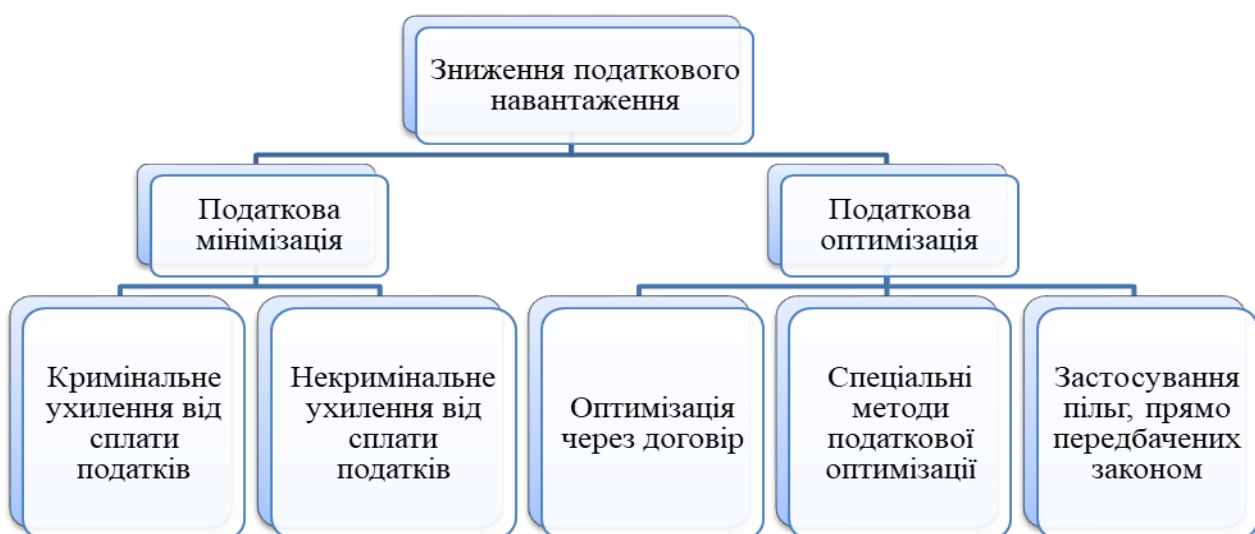 Зниження податкового
навантаження
Податкова
мінімізація
Податкова
оптимізація
Кримінальне
ухилення від
сплати
податків
Некримінальне
ухилення від
сплати
податків
Оптимізація
через договір
Спеціальні
методи
податкової
оптимізації
Застосування
пільг, прямо
передбачених
законом